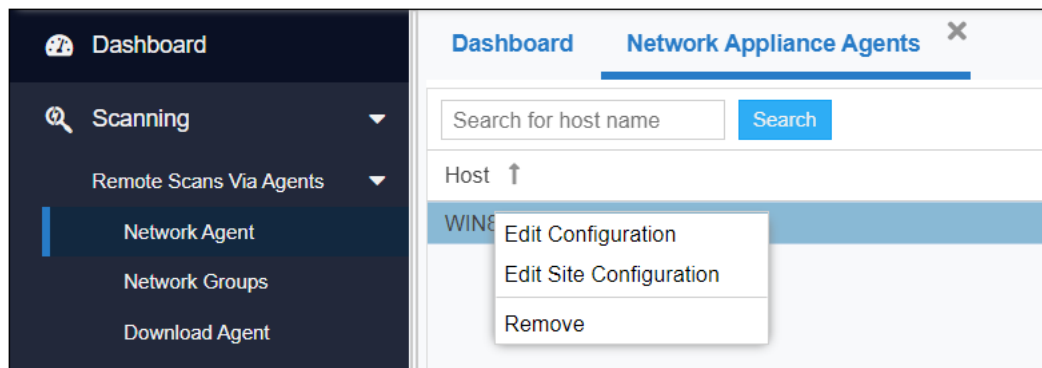 Dashboard
Scanning
Remote Scans Via Agents
Network Agent
Network Groups
Download Agent
Dashboard Network Appliance Agents
Search for host name Search
Host
Edit Configuration
Edit Site Configuration
Remove